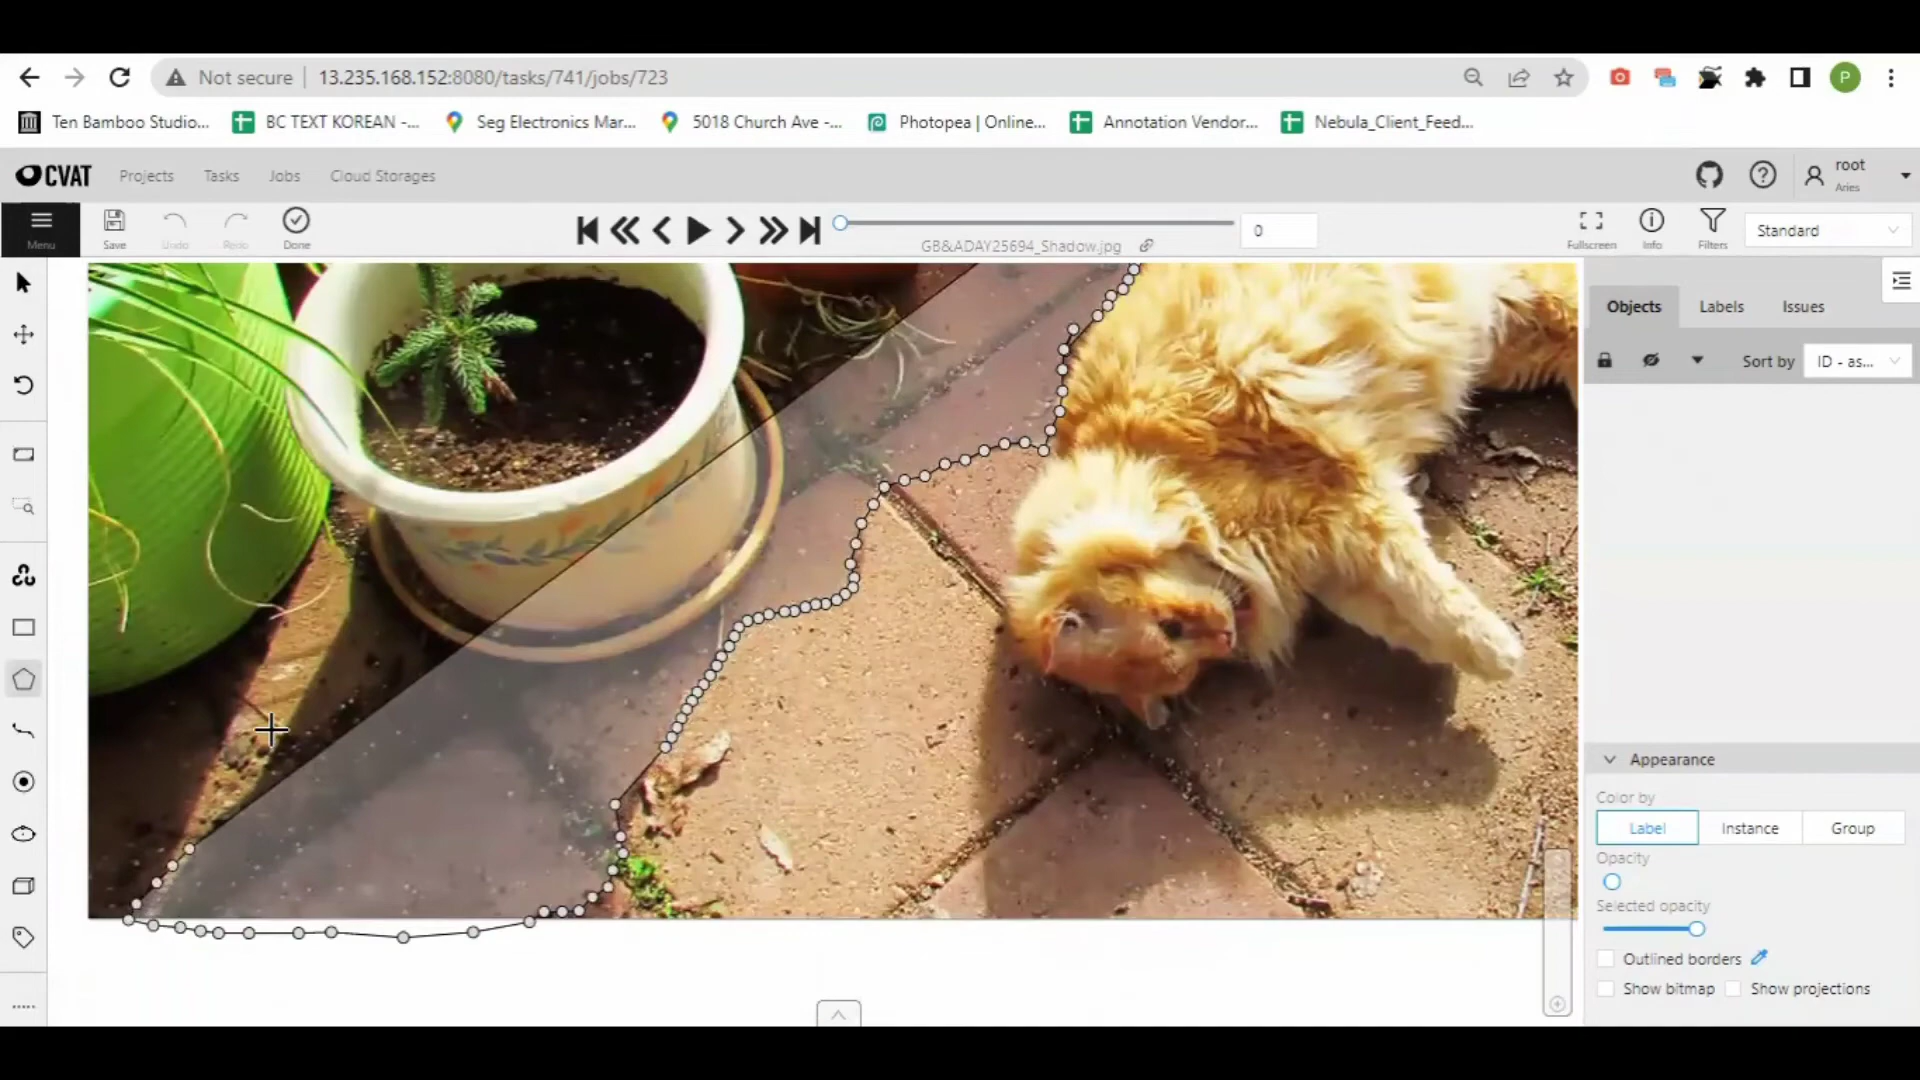 Not secure 13.235.168.152:8080/tasks/741/jobs/723
P
Ten Bamboo Studio... BC TEXT KOREAN -... Seg Electronics Mar... 5018 Church Ave -... Photopea | Online... Annotation Vendor... Nebula_Client_Feed...
CVAT Projects Tasks Jobs Cloud Storages root
Aries
Menu Save Undo Redo Done 0 Fullscreen Info Filters Standard
GB&ADAY25694_Shadow.jpg
Objects Labels Issues
Sort by ID - as...
Appearance
Color by
Label Instance Group
Opacity
Selected opacity
Outlined borders
Show bitmap Show projections